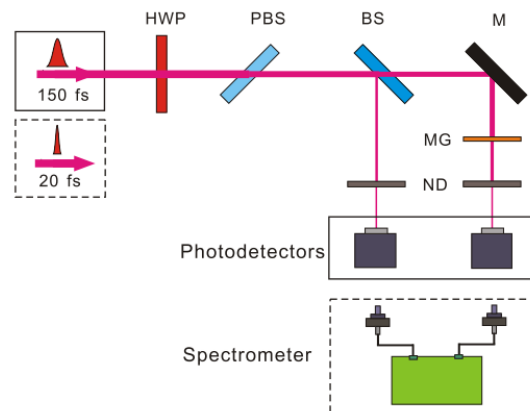 HWP
PBS
BS
M
150 fs
20 fs
MG
ND
Photodetectors
Spectrometer